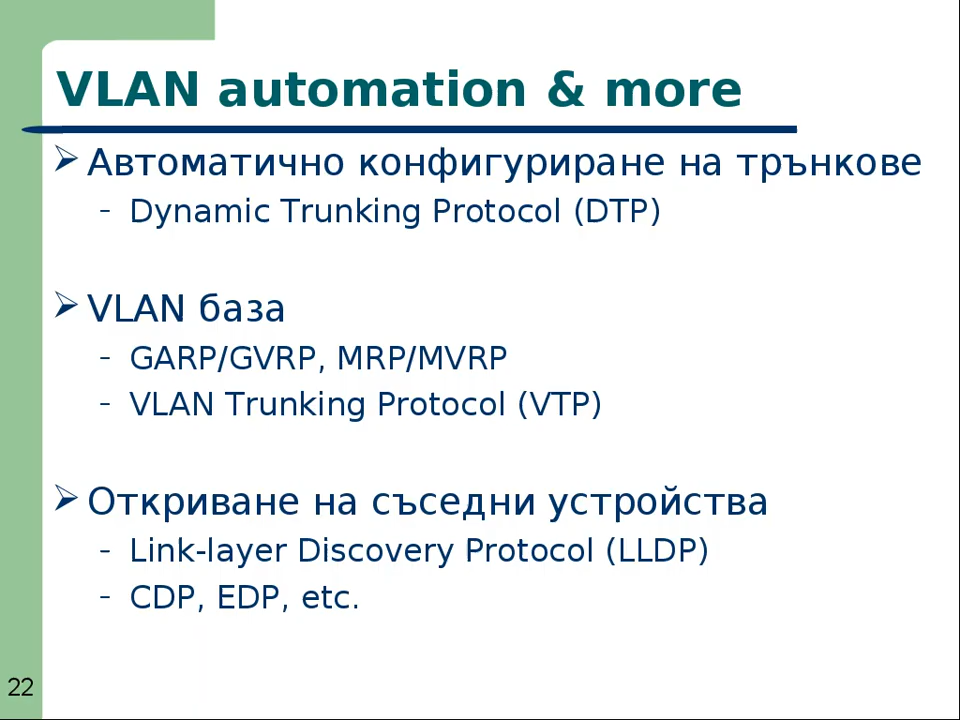 VLAN automation & more
Автоматично конфигуриране на трънкове
- Dynamic Trunking Protocol (DTP)
VLAN база
- GARP/GVRP, MRP/MVRP
- VLAN Trunking Protocol (VTP)
Откриване на съседни устройства
- Link-layer Discovery Protocol (LLDP)
- CDP, EDP, etc.
22